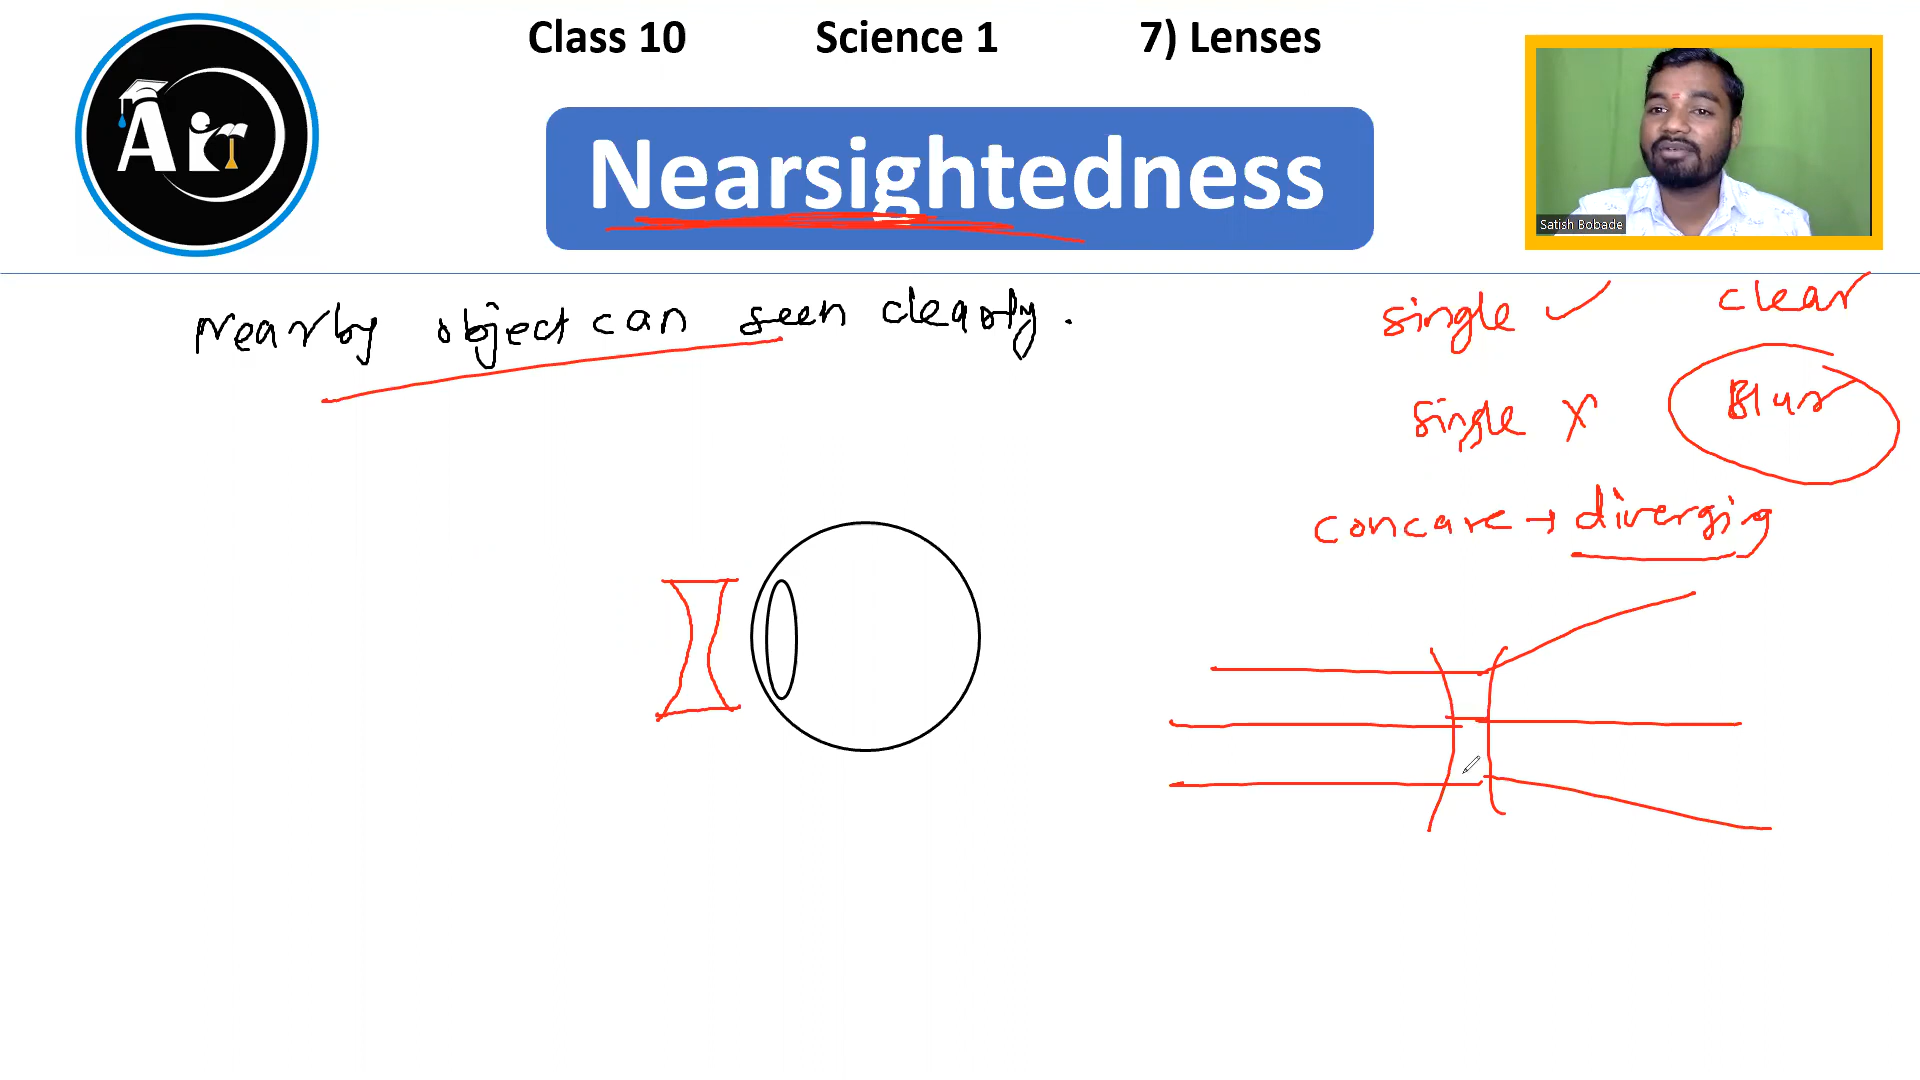 Class 10 Science 1 7) Lenses
Air
Nearsightedness
Satish Bobade
Nearby object can seen clearly.
single ✓ clear
single X Blur
concave → diverging